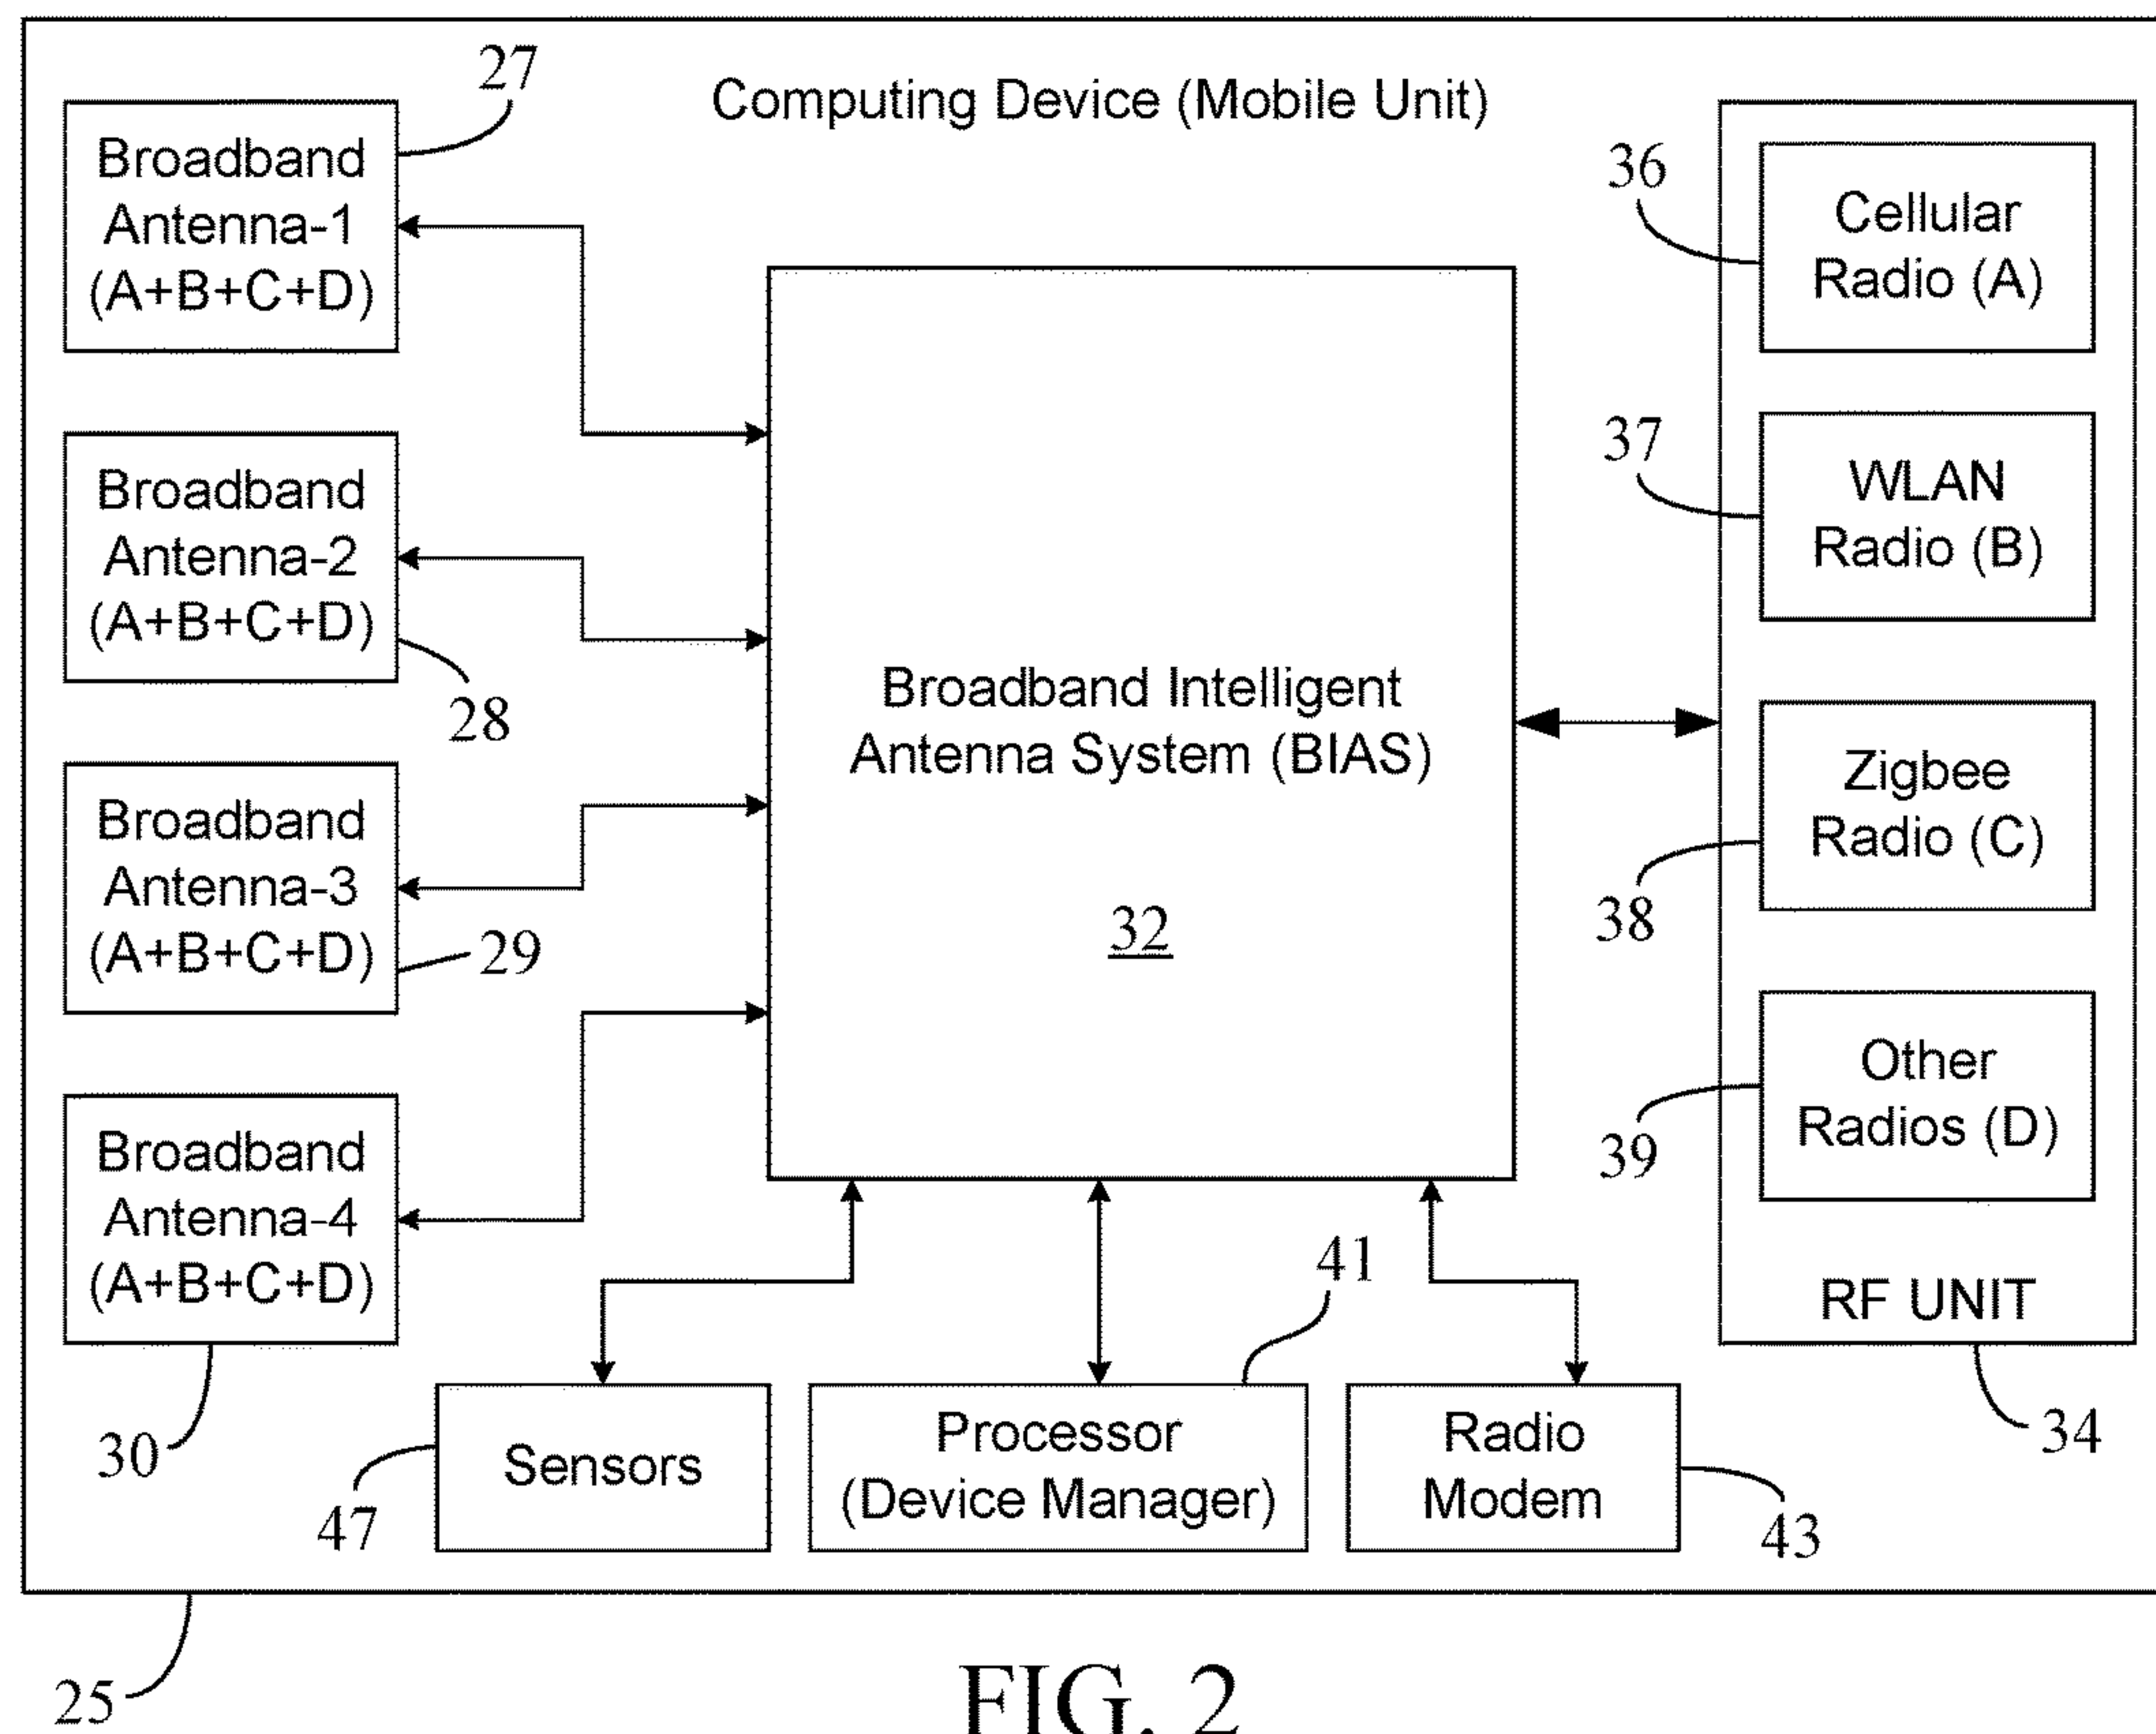 Computing Device (Mobile Unit)
27
Broadband
Antenna-1
(A+B+C+D)
Broadband
Antenna-2
(A+B+C+D)
28
Broadband
Antenna-3
(A+B+C+D)
29
Broadband
Antenna-4
(A+B+C+D)
30
Broadband Intelligent
Antenna System (BIAS)
32
36
Cellular
Radio (A)
37
WLAN
Radio (B)
Zigbee
Radio (C)
38
Other
Radios (D)
39
RF UNIT
34
Sensors
47
41
Processor
(Device Manager)
Radio
Modem
43
25
FIG. 2